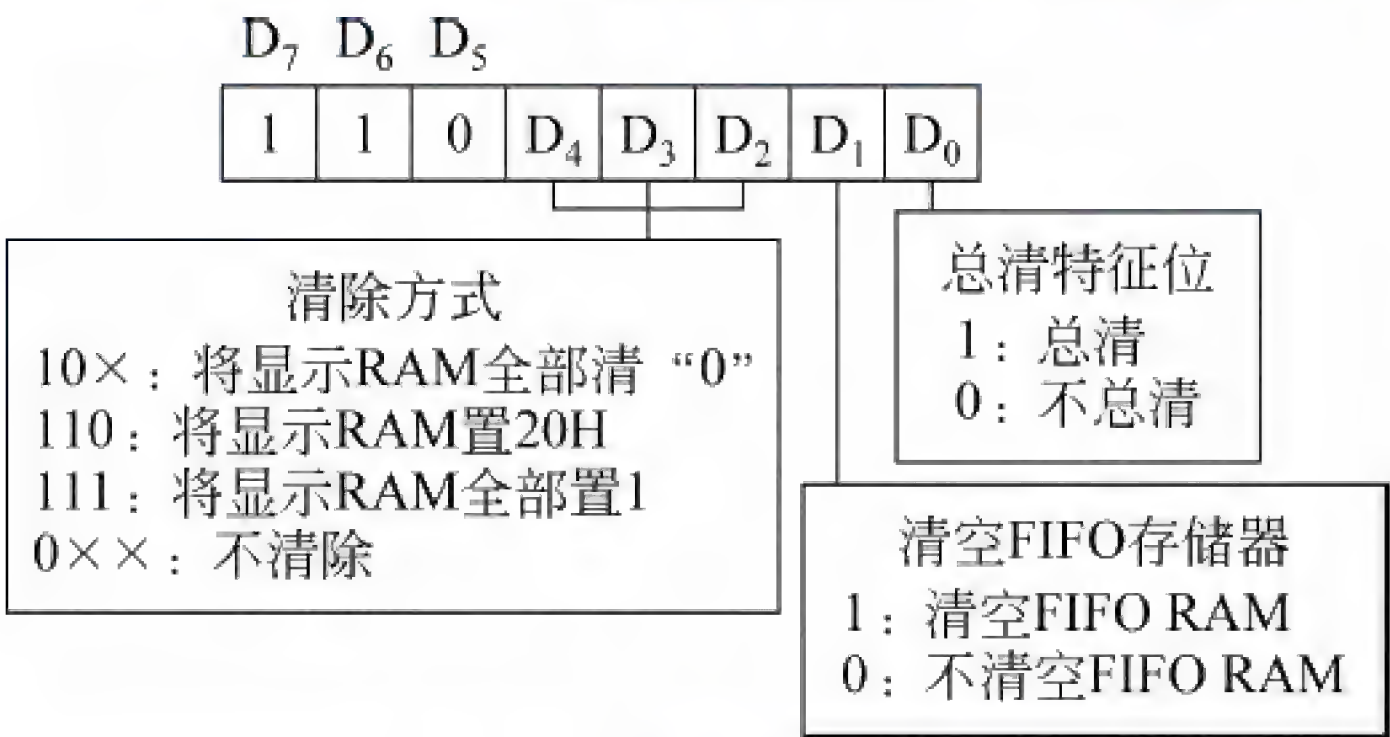 D₇ D₆ D₅
1 1 0 D₄ D₃ D₂ D₁ D₀
清除方式
10×：将显示RAM全部清“0”
110：将显示RAM置20H
111：将显示RAM全部置1
0××：不清除
总清特征位
1：总清
0：不总清
清空FIFO存储器
1：清空FIFO RAM
0：不清空FIFO RAM